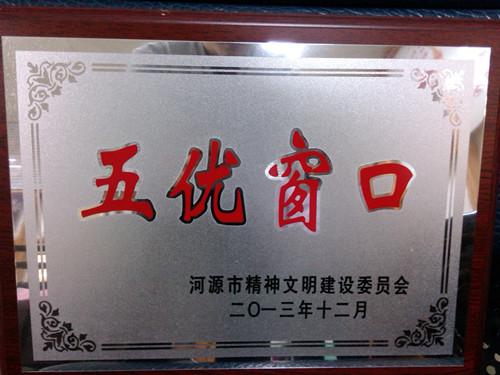 五优窗口
河源市精神文明建设委员会
二〇一三年十二月